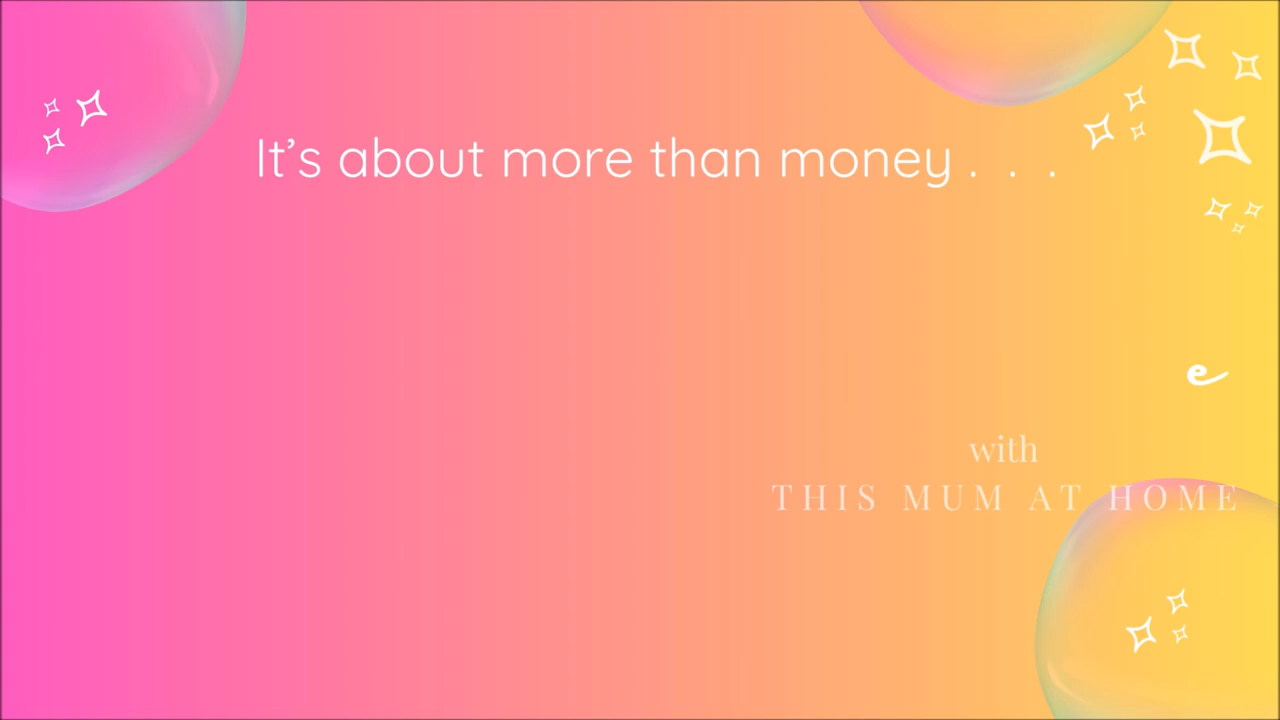 It’s about more than money . . .
e
with
THIS MUM AT HOME